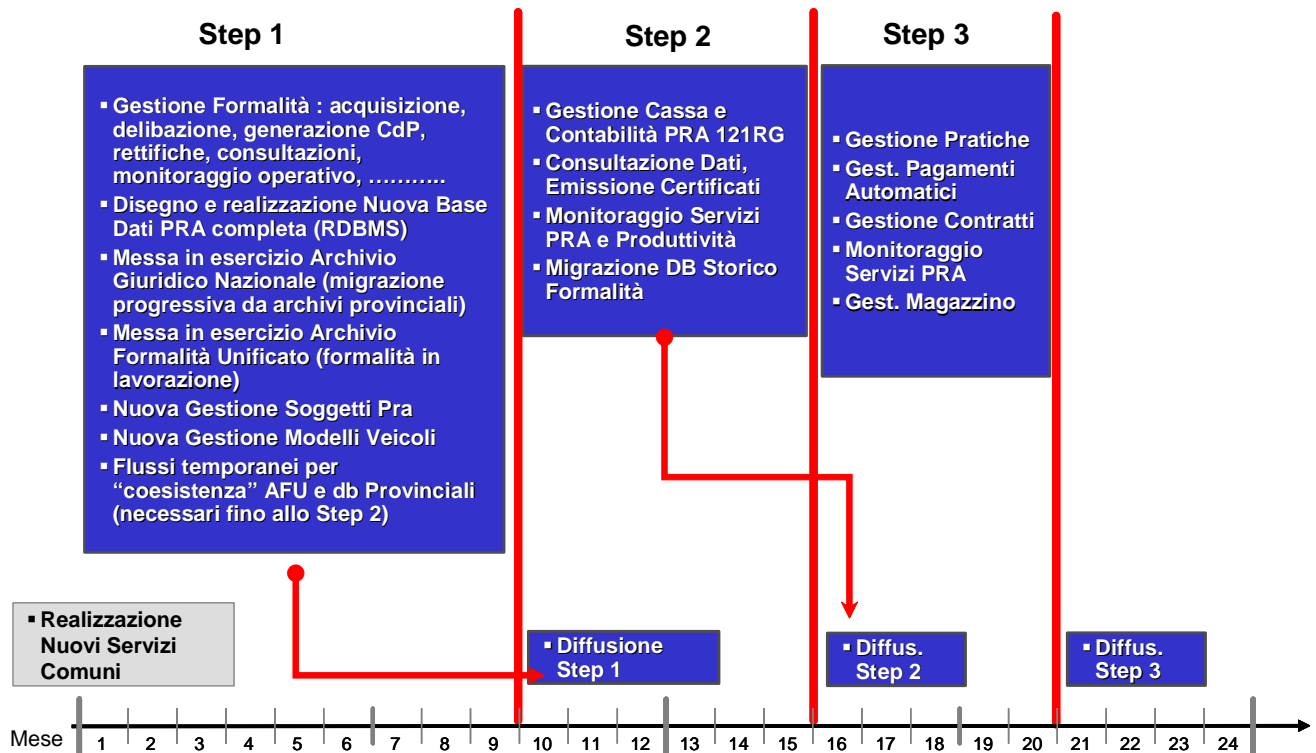 Step 1
▪ Gestione Formalità : acquisizione,
delibazione, generazione CdP,
rettifiche, consultazioni,
monitoraggio operativo, ………..
▪ Disegno e realizzazione Nuova Base
Dati PRA completa (RDBMS)
▪ Messa in esercizio Archivio
Giuridico Nazionale (migrazione
progressiva da archivi provinciali)
▪ Messa in esercizio Archivio
Formalità Unificato (formalità in
lavorazione)
▪ Nuova Gestione Soggetti Pra
▪ Nuova Gestione Modelli Veicoli
▪ Flussi temporanei per
“coesistenza” AFU e db Provinciali
(necessari fino allo Step 2)
Step 2
▪ Gestione Cassa e
Contabilità PRA 121RG
▪ Consultazione Dati,
Emissione Certificati
▪ Monitoraggio Servizi
PRA e Produttività
▪ Migrazione DB Storico
Formalità
Step 3
▪ Gestione Pratiche
▪ Gest. Pagamenti
Automatici
▪ Gestione Contratti
▪ Monitoraggio
Servizi PRA
▪ Gest. Magazzino
▪ Realizzazione
Nuovi Servizi
Comuni
▪ Diffusione
Step 1
▪ Diffus.
Step 2
▪ Diffus.
Step 3
Mese 1 2 3 4 5 6 7 8 9 10 11 12 13 14 15 16 17 18 19 20 21 22 23 24